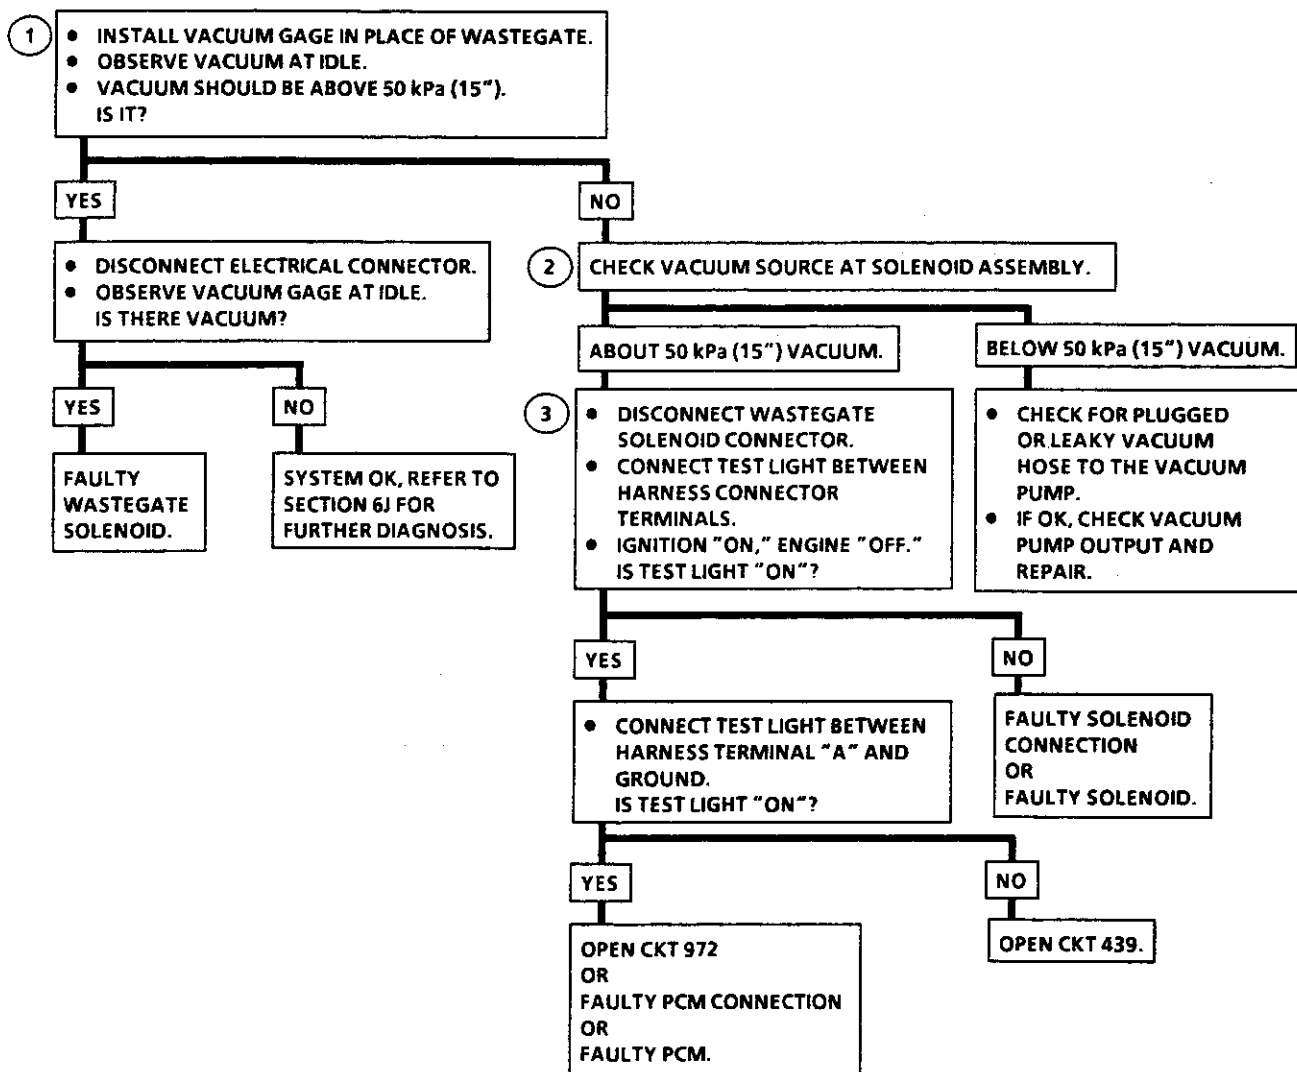 1
● INSTALL VACUUM GAGE IN PLACE OF WASTEGATE.
● OBSERVE VACUUM AT IDLE.
● VACUUM SHOULD BE ABOVE 50 kPa (15").
IS IT?
YES
NO
● DISCONNECT ELECTRICAL CONNECTOR.
● OBSERVE VACUUM GAGE AT IDLE.
IS THERE VACUUM?
2
CHECK VACUUM SOURCE AT SOLENOID ASSEMBLY.
YES
NO
FAULTY
WASTEGATE
SOLENOID.
SYSTEM OK, REFER TO
SECTION 6J FOR
FURTHER DIAGNOSIS.
ABOUT 50 kPa (15") VACUUM.
BELOW 50 kPa (15") VACUUM.
3
● DISCONNECT WASTEGATE
SOLENOID CONNECTOR.
● CONNECT TEST LIGHT BETWEEN
HARNESS CONNECTOR
TERMINALS.
● IGNITION "ON," ENGINE "OFF."
IS TEST LIGHT "ON"?
● CHECK FOR PLUGGED
OR LEAKY VACUUM
HOSE TO THE VACUUM
PUMP.
● IF OK, CHECK VACUUM
PUMP OUTPUT AND
REPAIR.
YES
NO
● CONNECT TEST LIGHT BETWEEN
HARNESS TERMINAL "A" AND
GROUND.
IS TEST LIGHT "ON"?
FAULTY SOLENOID
CONNECTION
OR
FAULTY SOLENOID.
YES
NO
OPEN CKT 972
OR
FAULTY PCM CONNECTION
OR
FAULTY PCM.
OPEN CKT 439.